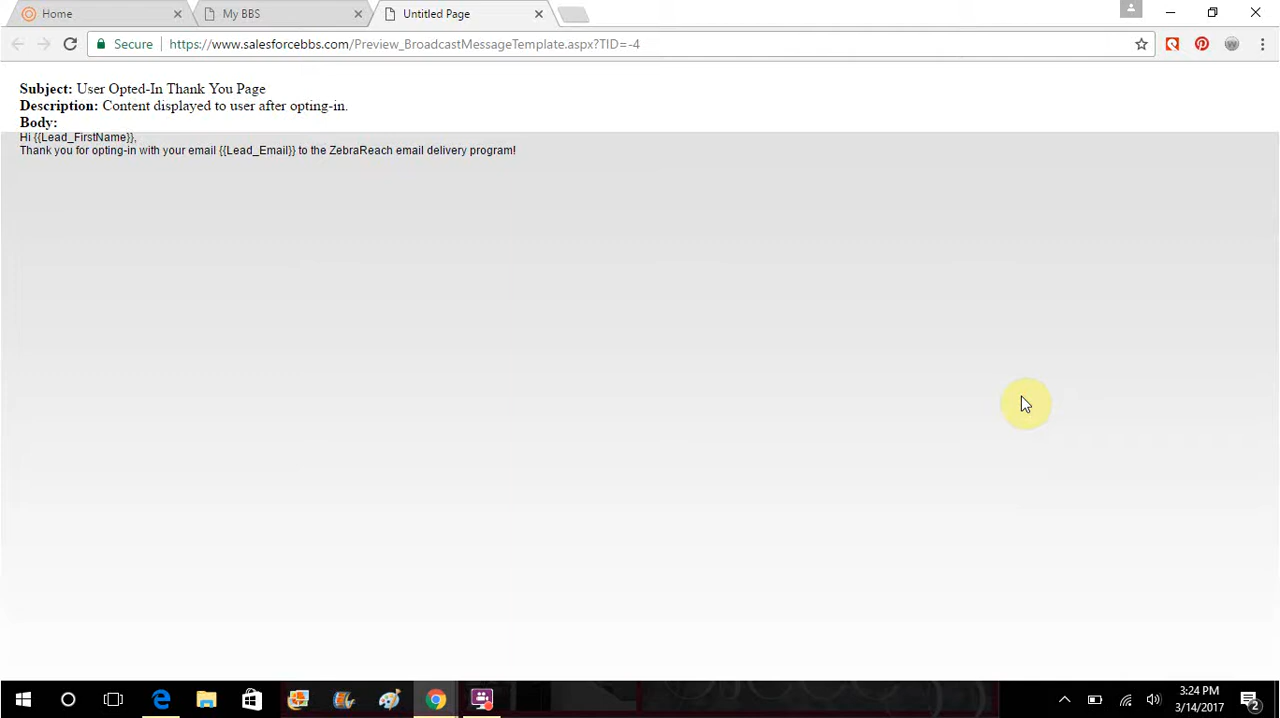 Home
My BBS
Untitled Page
Secure
https://www.salesforcebbs.com/Preview_BroadcastMessageTemplate.aspx?TID=-4
Subject: User Opted-In Thank You Page
Description: Content displayed to user after opting-in.
Body:
Hi {{Lead_FirstName}},
Thank you for opting-in with your email {{Lead_Email}} to the ZebraReach email delivery program!
3:24 PM
3/14/2017
2